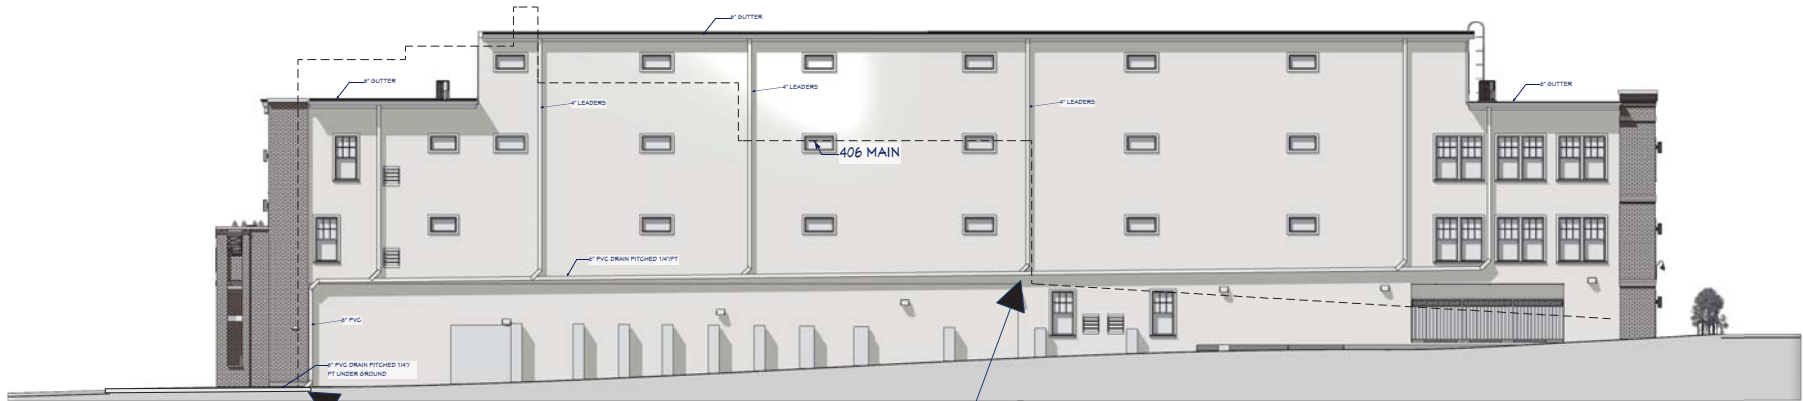 6" GUTTER
6" GUTTER
4" LEADERS
4" LEADERS
4" LEADERS
6" GUTTER
406 MAIN
6" PVC DRAIN PITCHED 1/4"/FT
6" PVC
6" PVC DRAIN PITCHED 1/4"/
FT UNDER GROUND